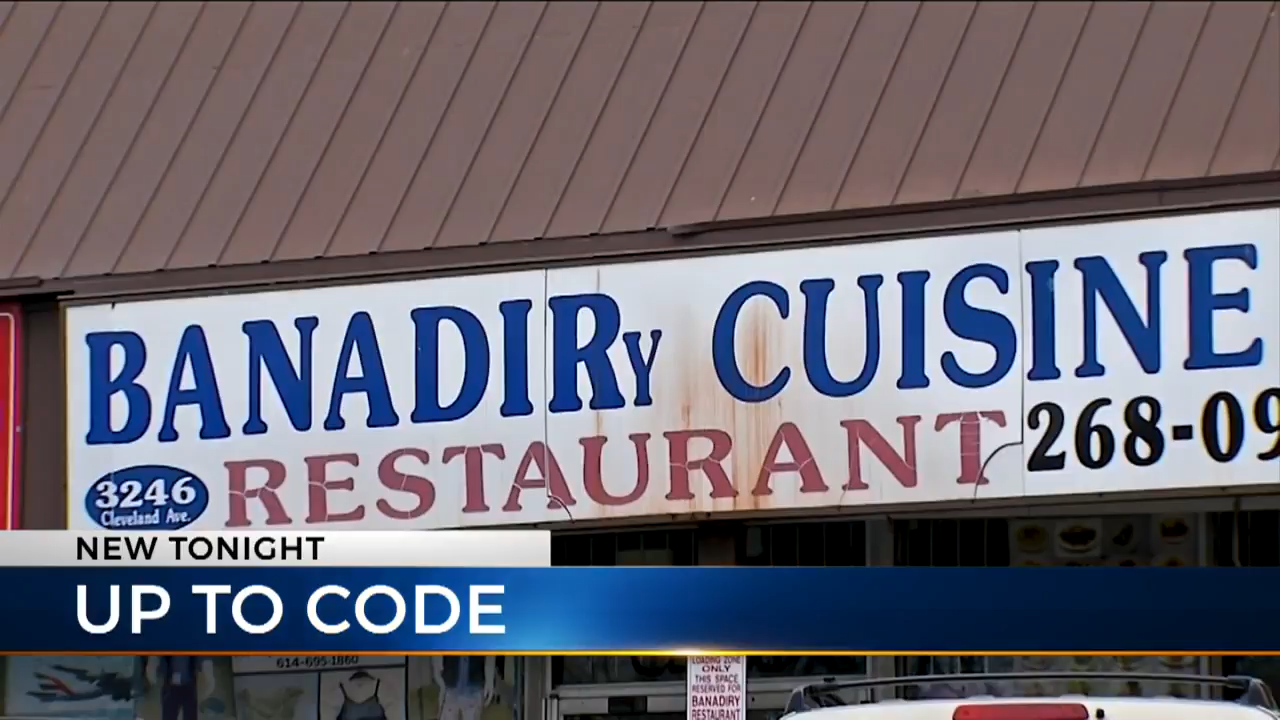 BANADIRY CUISINE
3246
Cleveland Ave.
RESTAURANT
268-09
NEW TONIGHT
UP TO CODE
614-695-1860
LOADING ZONE
ONLY
THIS SPACE
RESERVED FOR
BANADIRY
RESTAURANT